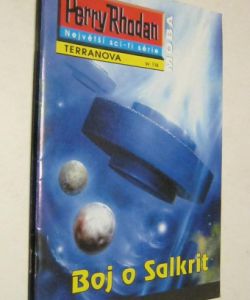 Perry Rhodan
Největší sci-fi série
TERRANOVA
MOBA
Boj o Salkrit